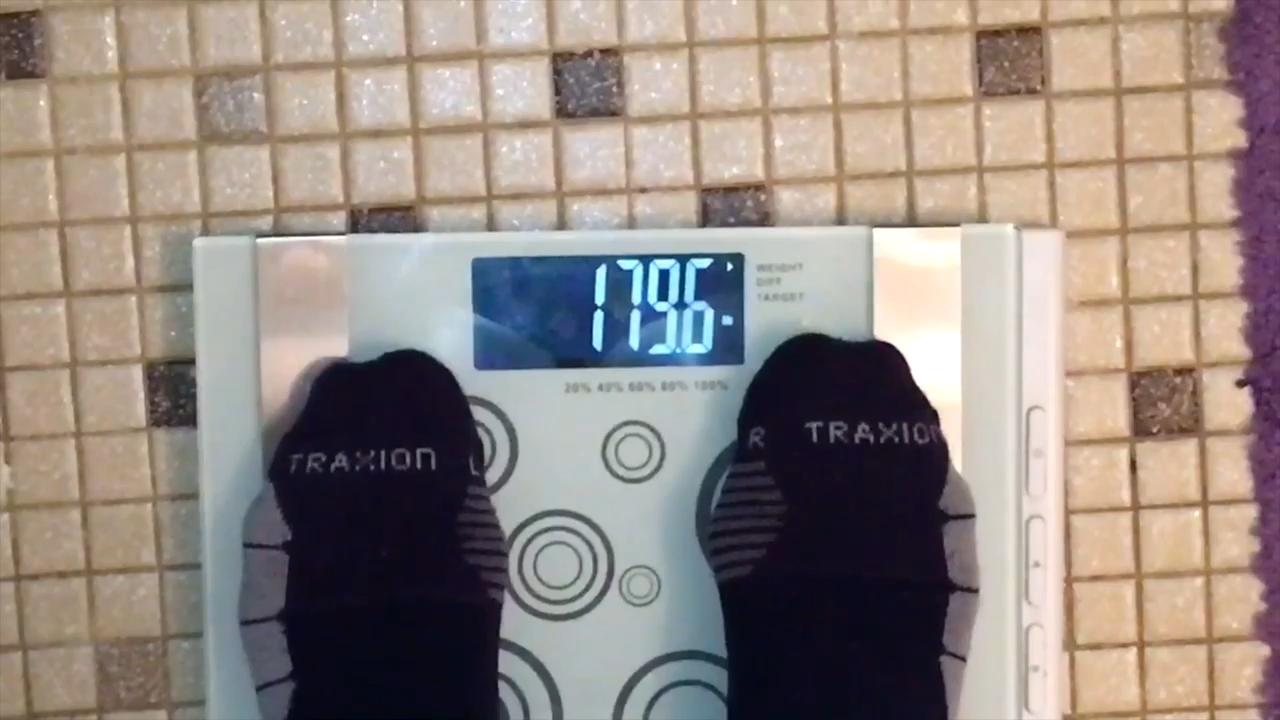 179.6
WEIGHT
DIFF
TARGET
20% 40% 60% 80% 100%
TRAXION L
R TRAXION